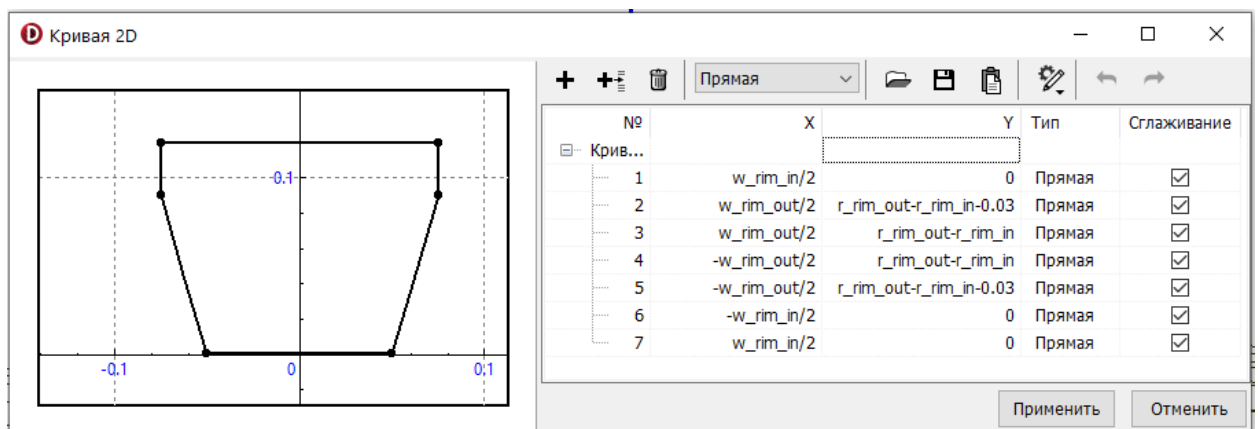 Кривая 2D
Прямая
№ X Y Тип Сглаживание
Крив...
1 w_rim_in/2 0 Прямая
2 w_rim_out/2 r_rim_out-r_rim_in-0.03 Прямая
3 w_rim_out/2 r_rim_out-r_rim_in Прямая
4 -w_rim_out/2 r_rim_out-r_rim_in Прямая
5 -w_rim_out/2 r_rim_out-r_rim_in-0.03 Прямая
6 -w_rim_in/2 0 Прямая
7 w_rim_in/2 0 Прямая
0.1
-0.1 0 0.1
Применить Отменить